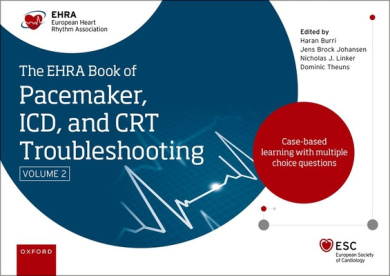 EHRA
European Heart
Rhythm Association
Edited by
Haran Burri
Jens Brock Johansen
Nicholas J. Linker
Dominic Theuns
The EHRA Book of
Pacemaker,
ICD, and CRT
Troubleshooting
VOLUME 2
Case-based
learning with multiple
choice questions
OXFORD
ESC
European Society
of Cardiology